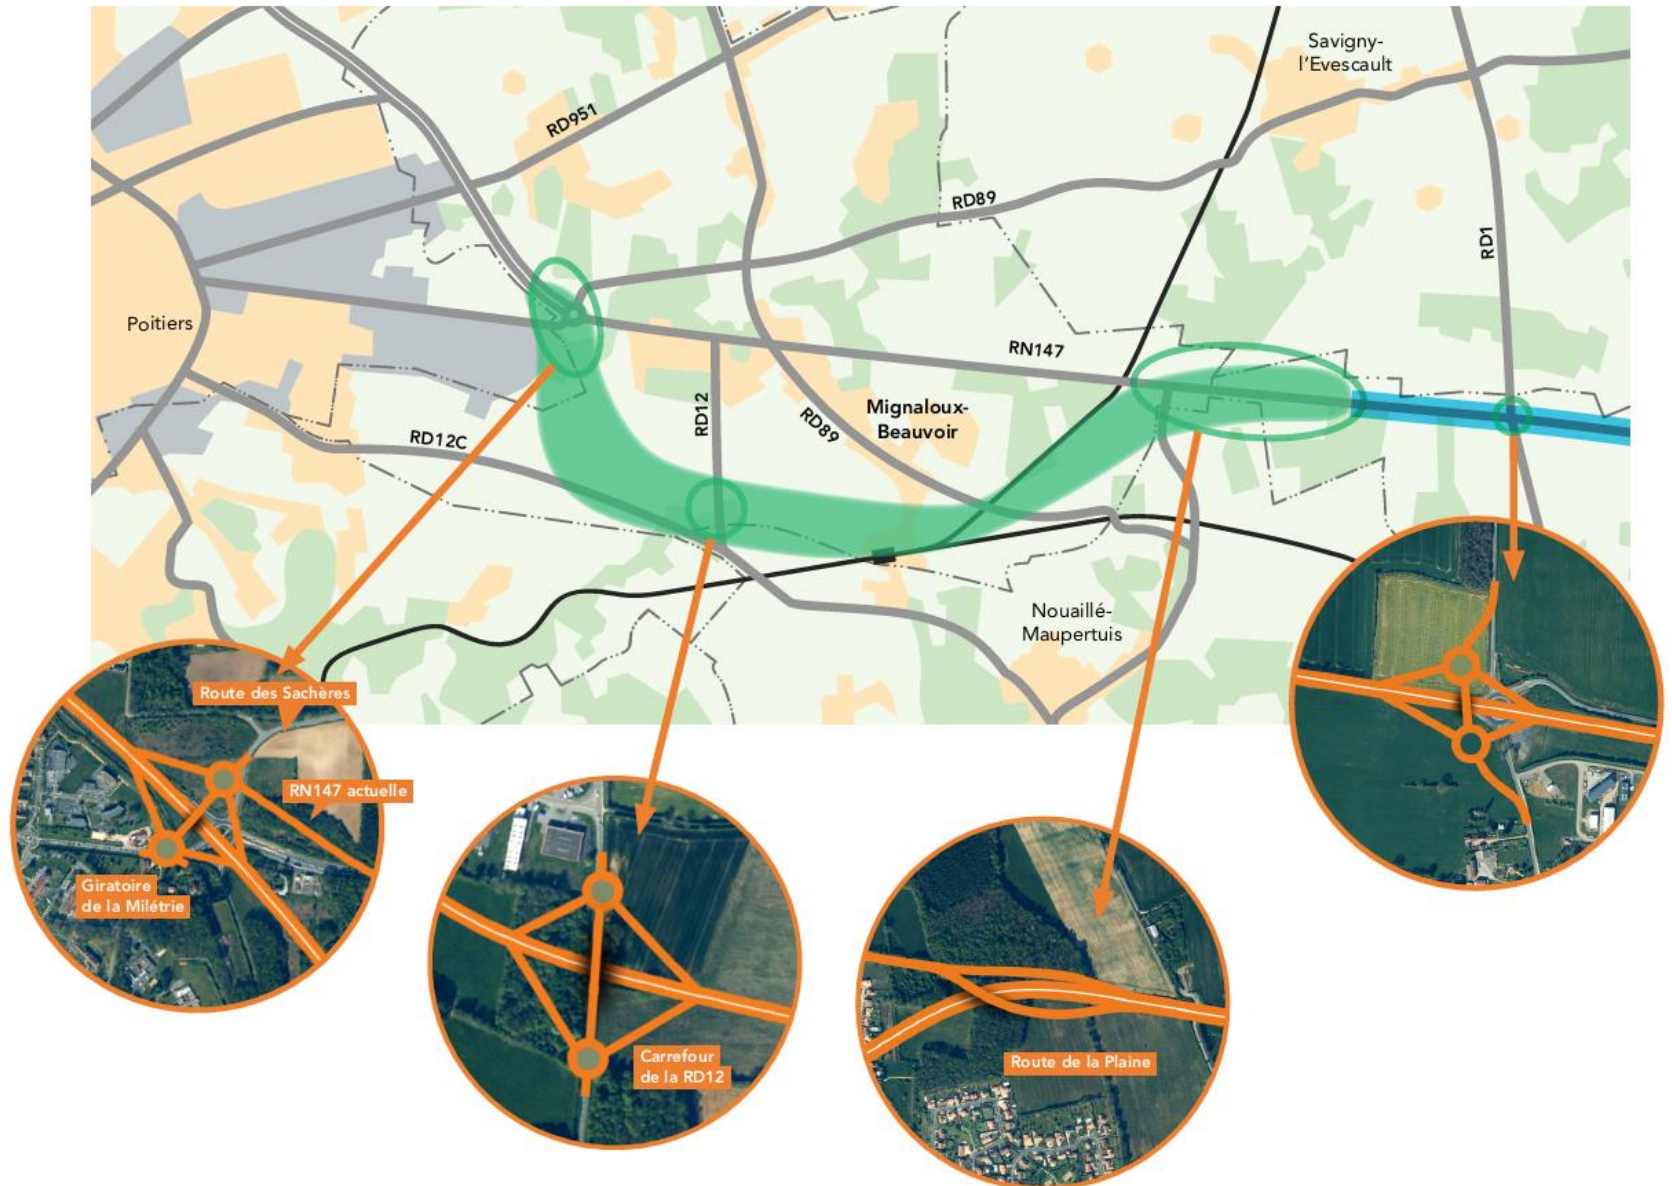 Savigny-
l'Evescault
RD951
RD89
RD1
Poitiers
RN147
RD12
Mignaloux-
Beauvoir
RD89
RD12C
Nouaillé-
Maupertuis
Route des Sachères
RN147 actuelle
Giratoire
de la Milétrie
Carrefour
de la RD12
Route de la Plaine